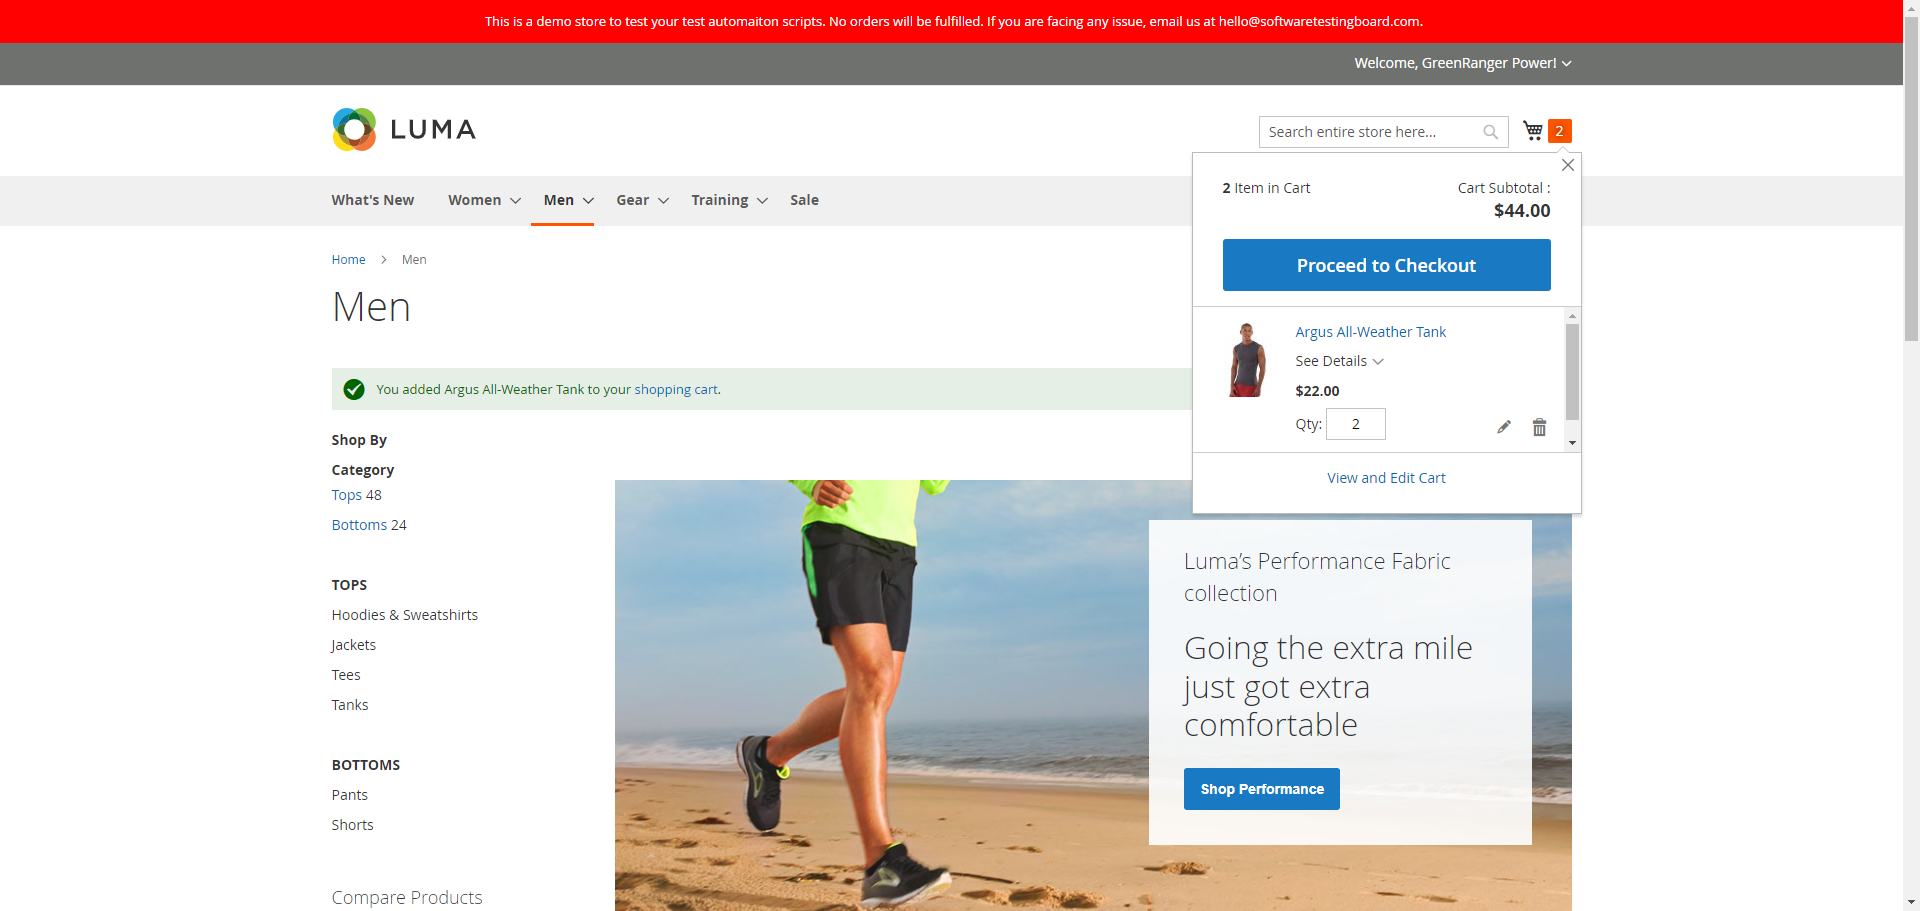 This is a demo store to test your test automaiton scripts. No orders will be fulfilled. If you are facing any issue, email us at hello@softwaretestingboard.com.
Welcome, GreenRanger Power!
LUMA
Search entire store here...
2
What's New
Women
Men
Gear
Training
Sale
2 Item in Cart
Cart Subtotal :
$44.00
Proceed to Checkout
Argus All-Weather Tank
See Details
$22.00
Qty: 2
View and Edit Cart
Home > Men
Men
You added Argus All-Weather Tank to your shopping cart.
Shop By
Category
Tops 48
Bottoms 24
TOPS
Hoodies & Sweatshirts
Jackets
Tees
Tanks
BOTTOMS
Pants
Shorts
Compare Products
Luma's Performance Fabric
collection
Going the extra mile
just got extra
comfortable
Shop Performance